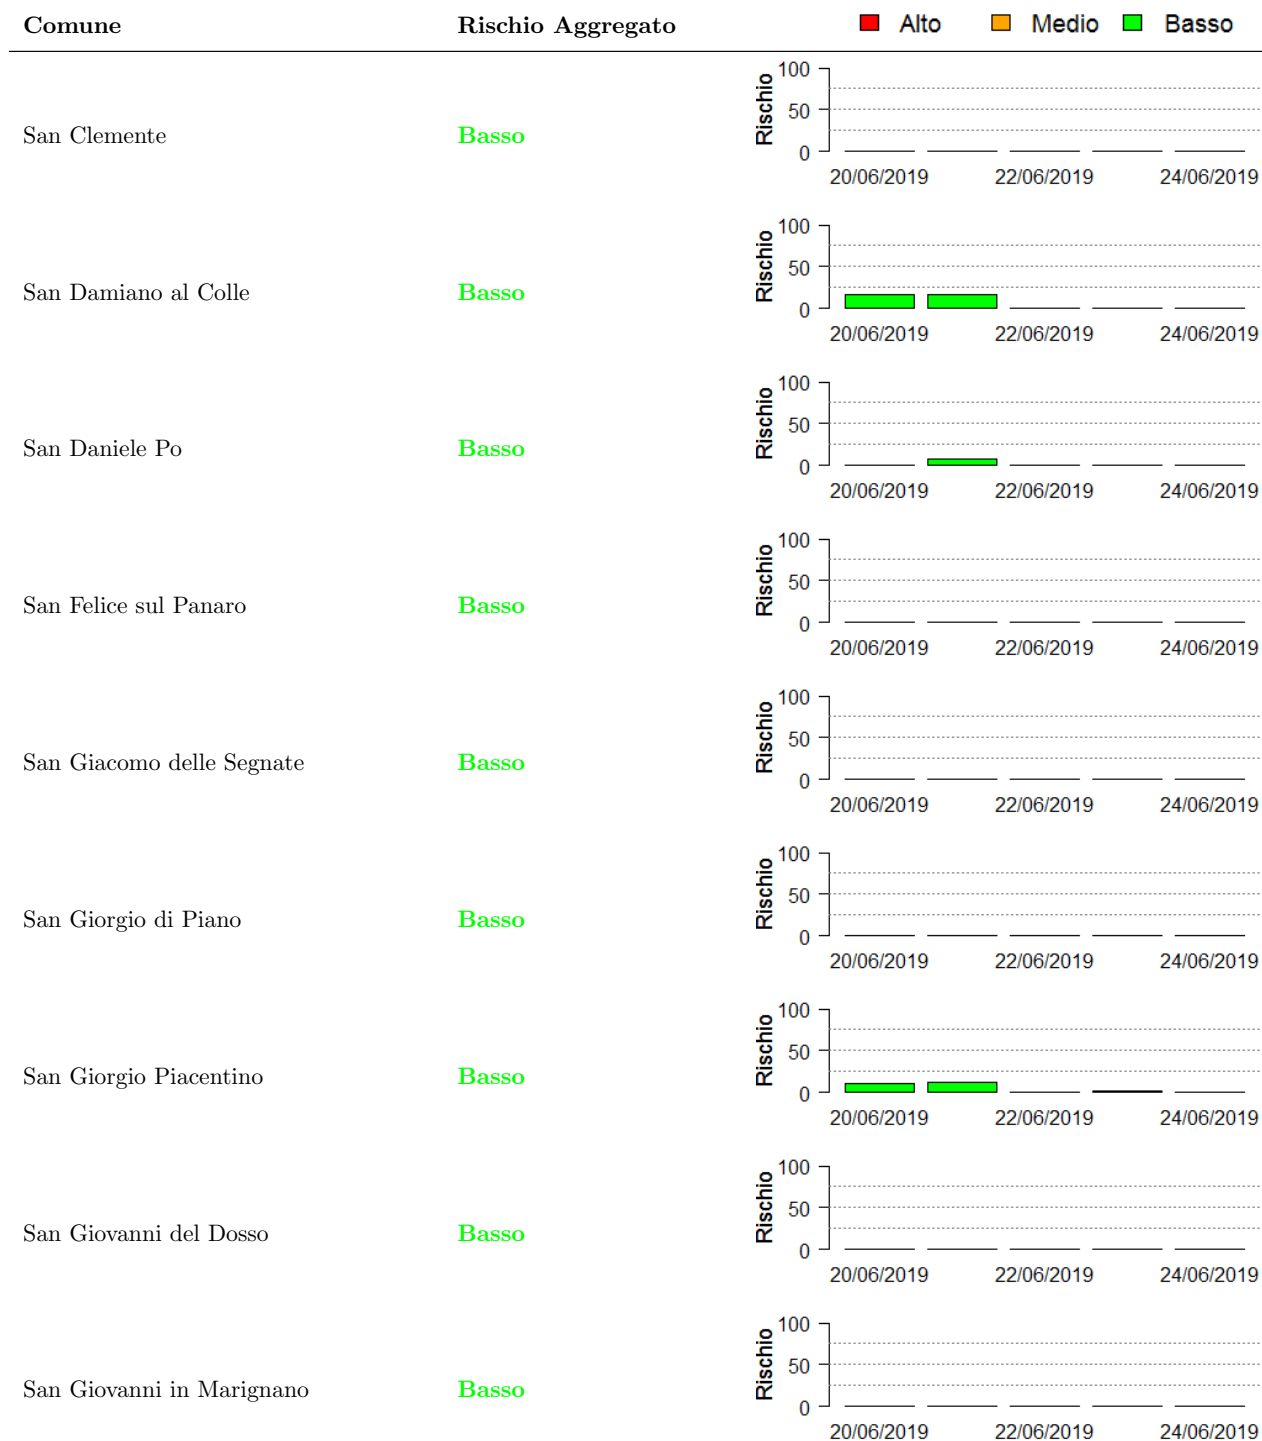 Comune Rischio Aggregato Alto Medio Basso
San Clemente Basso
Rischio
100
50
0
20/06/2019 22/06/2019 24/06/2019
San Damiano al Colle Basso
Rischio
100
50
0
20/06/2019 22/06/2019 24/06/2019
San Daniele Po Basso
Rischio
100
50
0
20/06/2019 22/06/2019 24/06/2019
San Felice sul Panaro Basso
Rischio
100
50
0
20/06/2019 22/06/2019 24/06/2019
San Giacomo delle Segnate Basso
Rischio
100
50
0
20/06/2019 22/06/2019 24/06/2019
San Giorgio di Piano Basso
Rischio
100
50
0
20/06/2019 22/06/2019 24/06/2019
San Giorgio Piacentino Basso
Rischio
100
50
0
20/06/2019 22/06/2019 24/06/2019
San Giovanni del Dosso Basso
Rischio
100
50
0
20/06/2019 22/06/2019 24/06/2019
San Giovanni in Marignano Basso
Rischio
100
50
0
20/06/2019 22/06/2019 24/06/2019